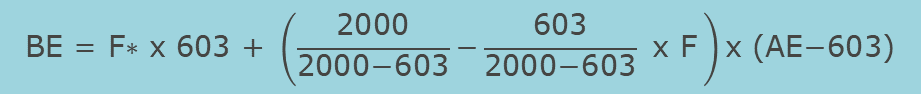 BE = F* x 603 + ( 2000 / 2000−603 − 603 / 2000−603 x F ) x (AE−603)